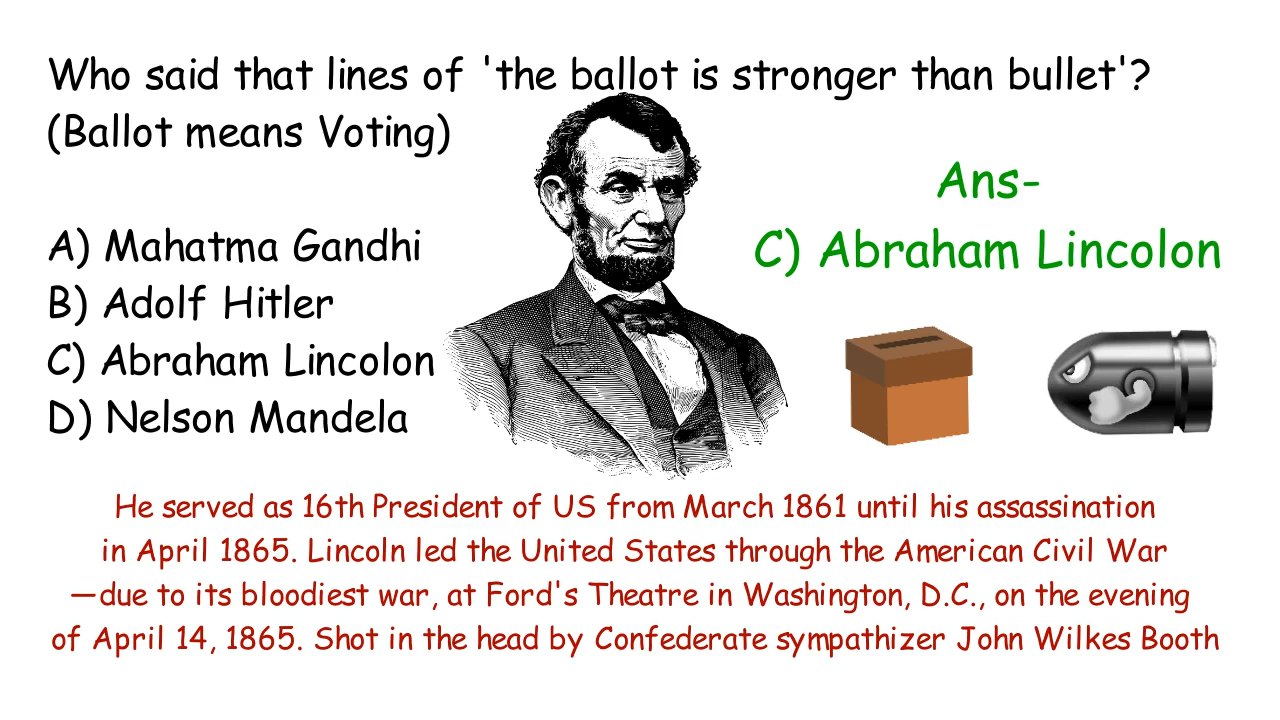 Who said that lines of 'the ballot is stronger than bullet'?
(Ballot means Voting)
A) Mahatma Gandhi
B) Adolf Hitler
C) Abraham Lincolon
D) Nelson Mandela
Ans-
C) Abraham Lincolon
He served as 16th President of US from March 1861 until his assassination
in April 1865. Lincoln led the United States through the American Civil War
—due to its bloodiest war, at Ford's Theatre in Washington, D.C., on the evening
of April 14, 1865. Shot in the head by Confederate sympathizer John Wilkes Booth